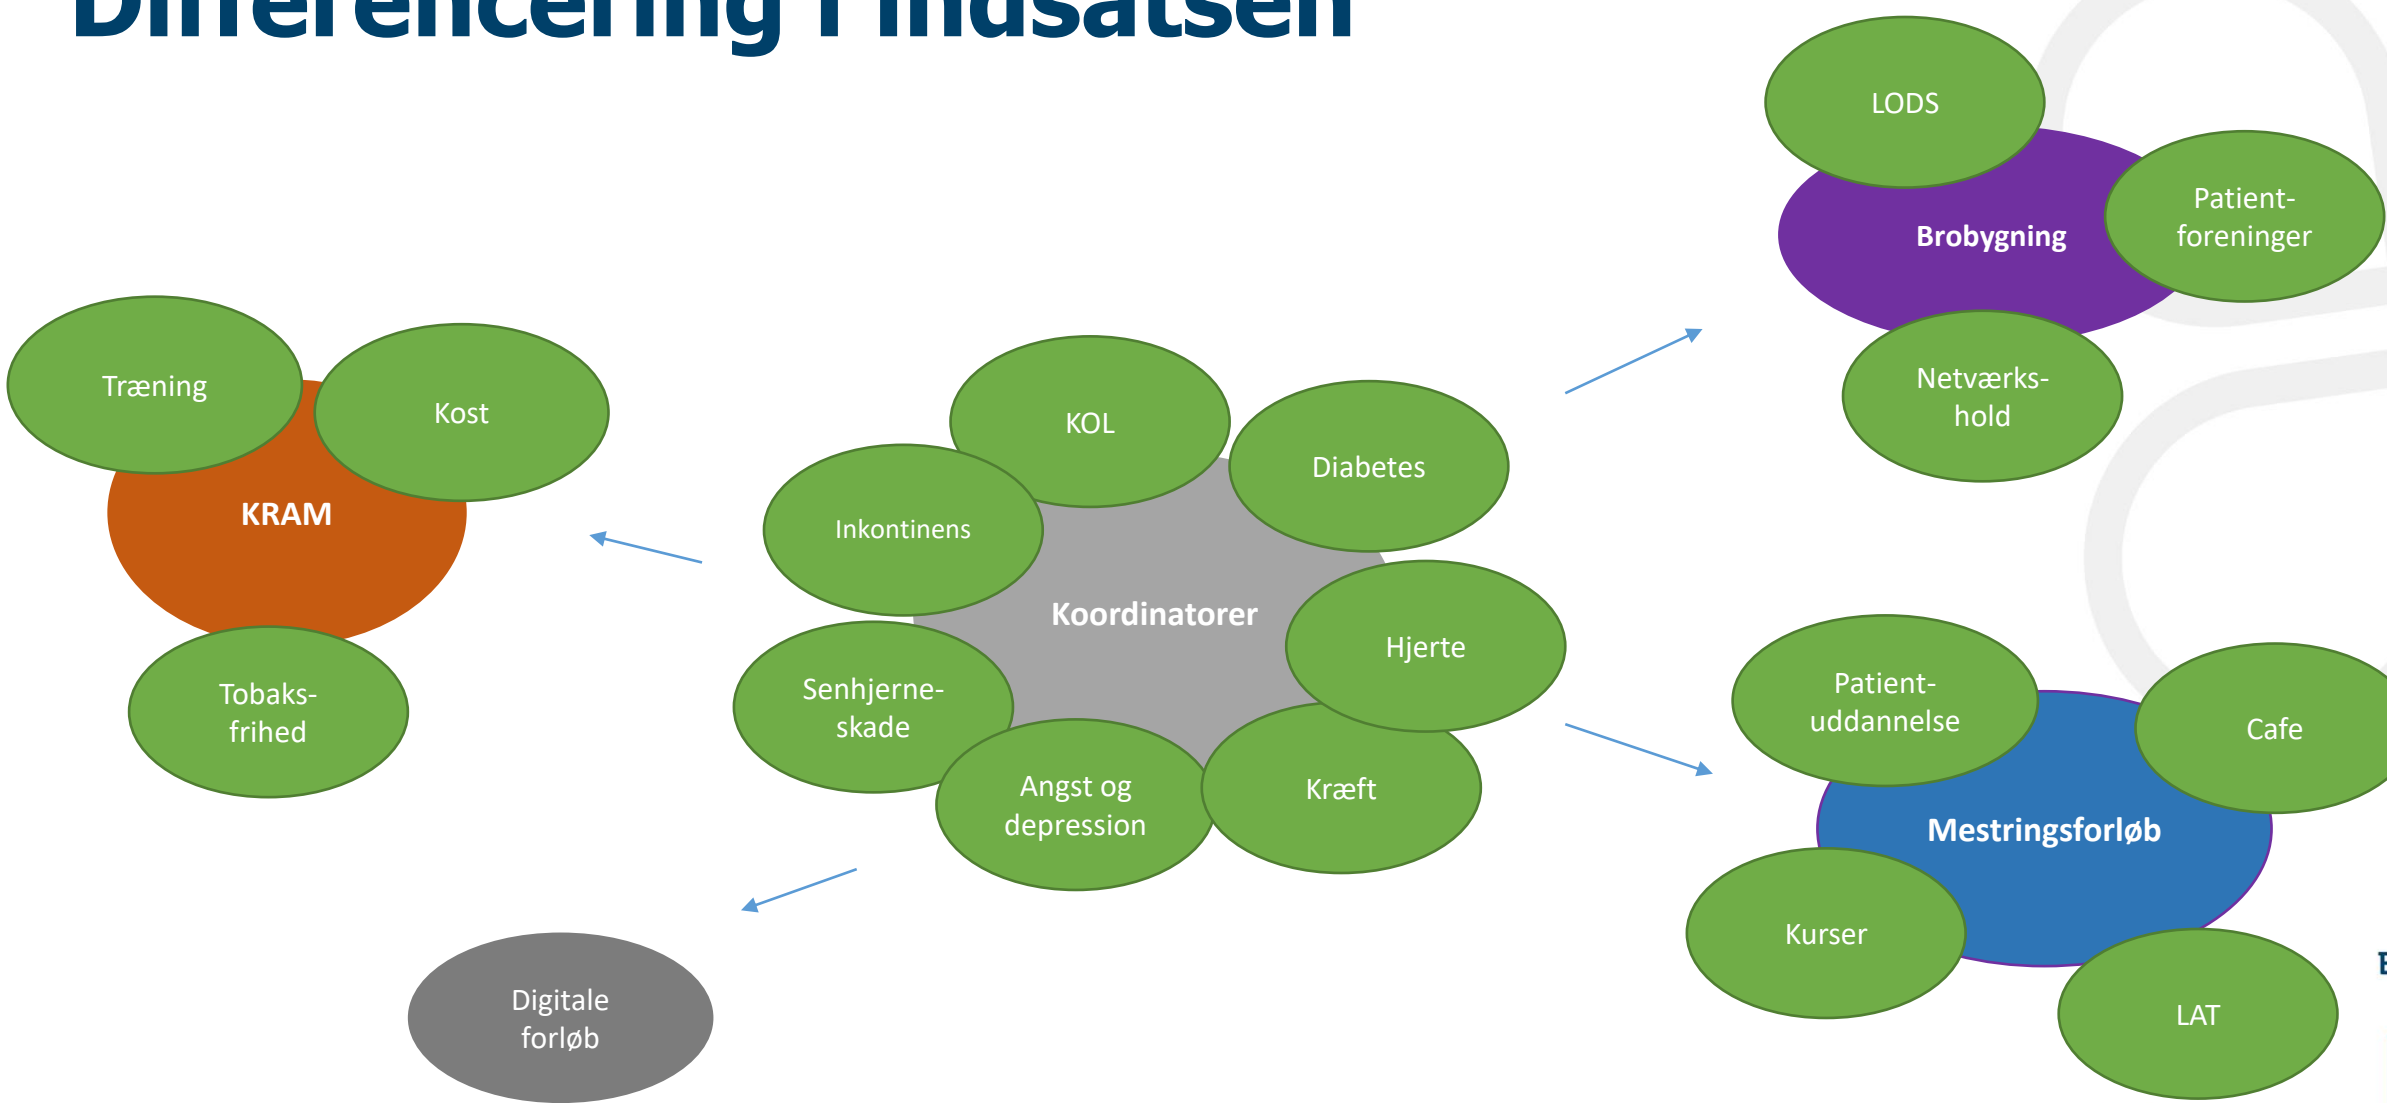 Differencering i indsatsen
LODS
Patient-
foreninger
Brobygning
Netværks-
hold
Træning
Kost
KRAM
Tobaks-
frihed
KOL
Diabetes
Inkontinens
Koordinatorer
Hjerte
Senhjerne-
skade
Angst og
depression
Kræft
Patient-
uddannelse
Cafe
Mestringsforløb
Kurser
LAT
Digitale
forløb